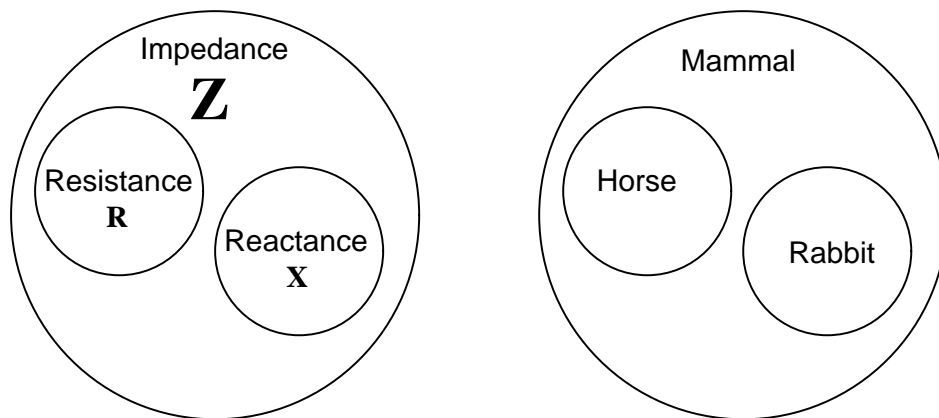 Impedance
Z
Resistance
R
Reactance
X
Mammal
Horse
Rabbit